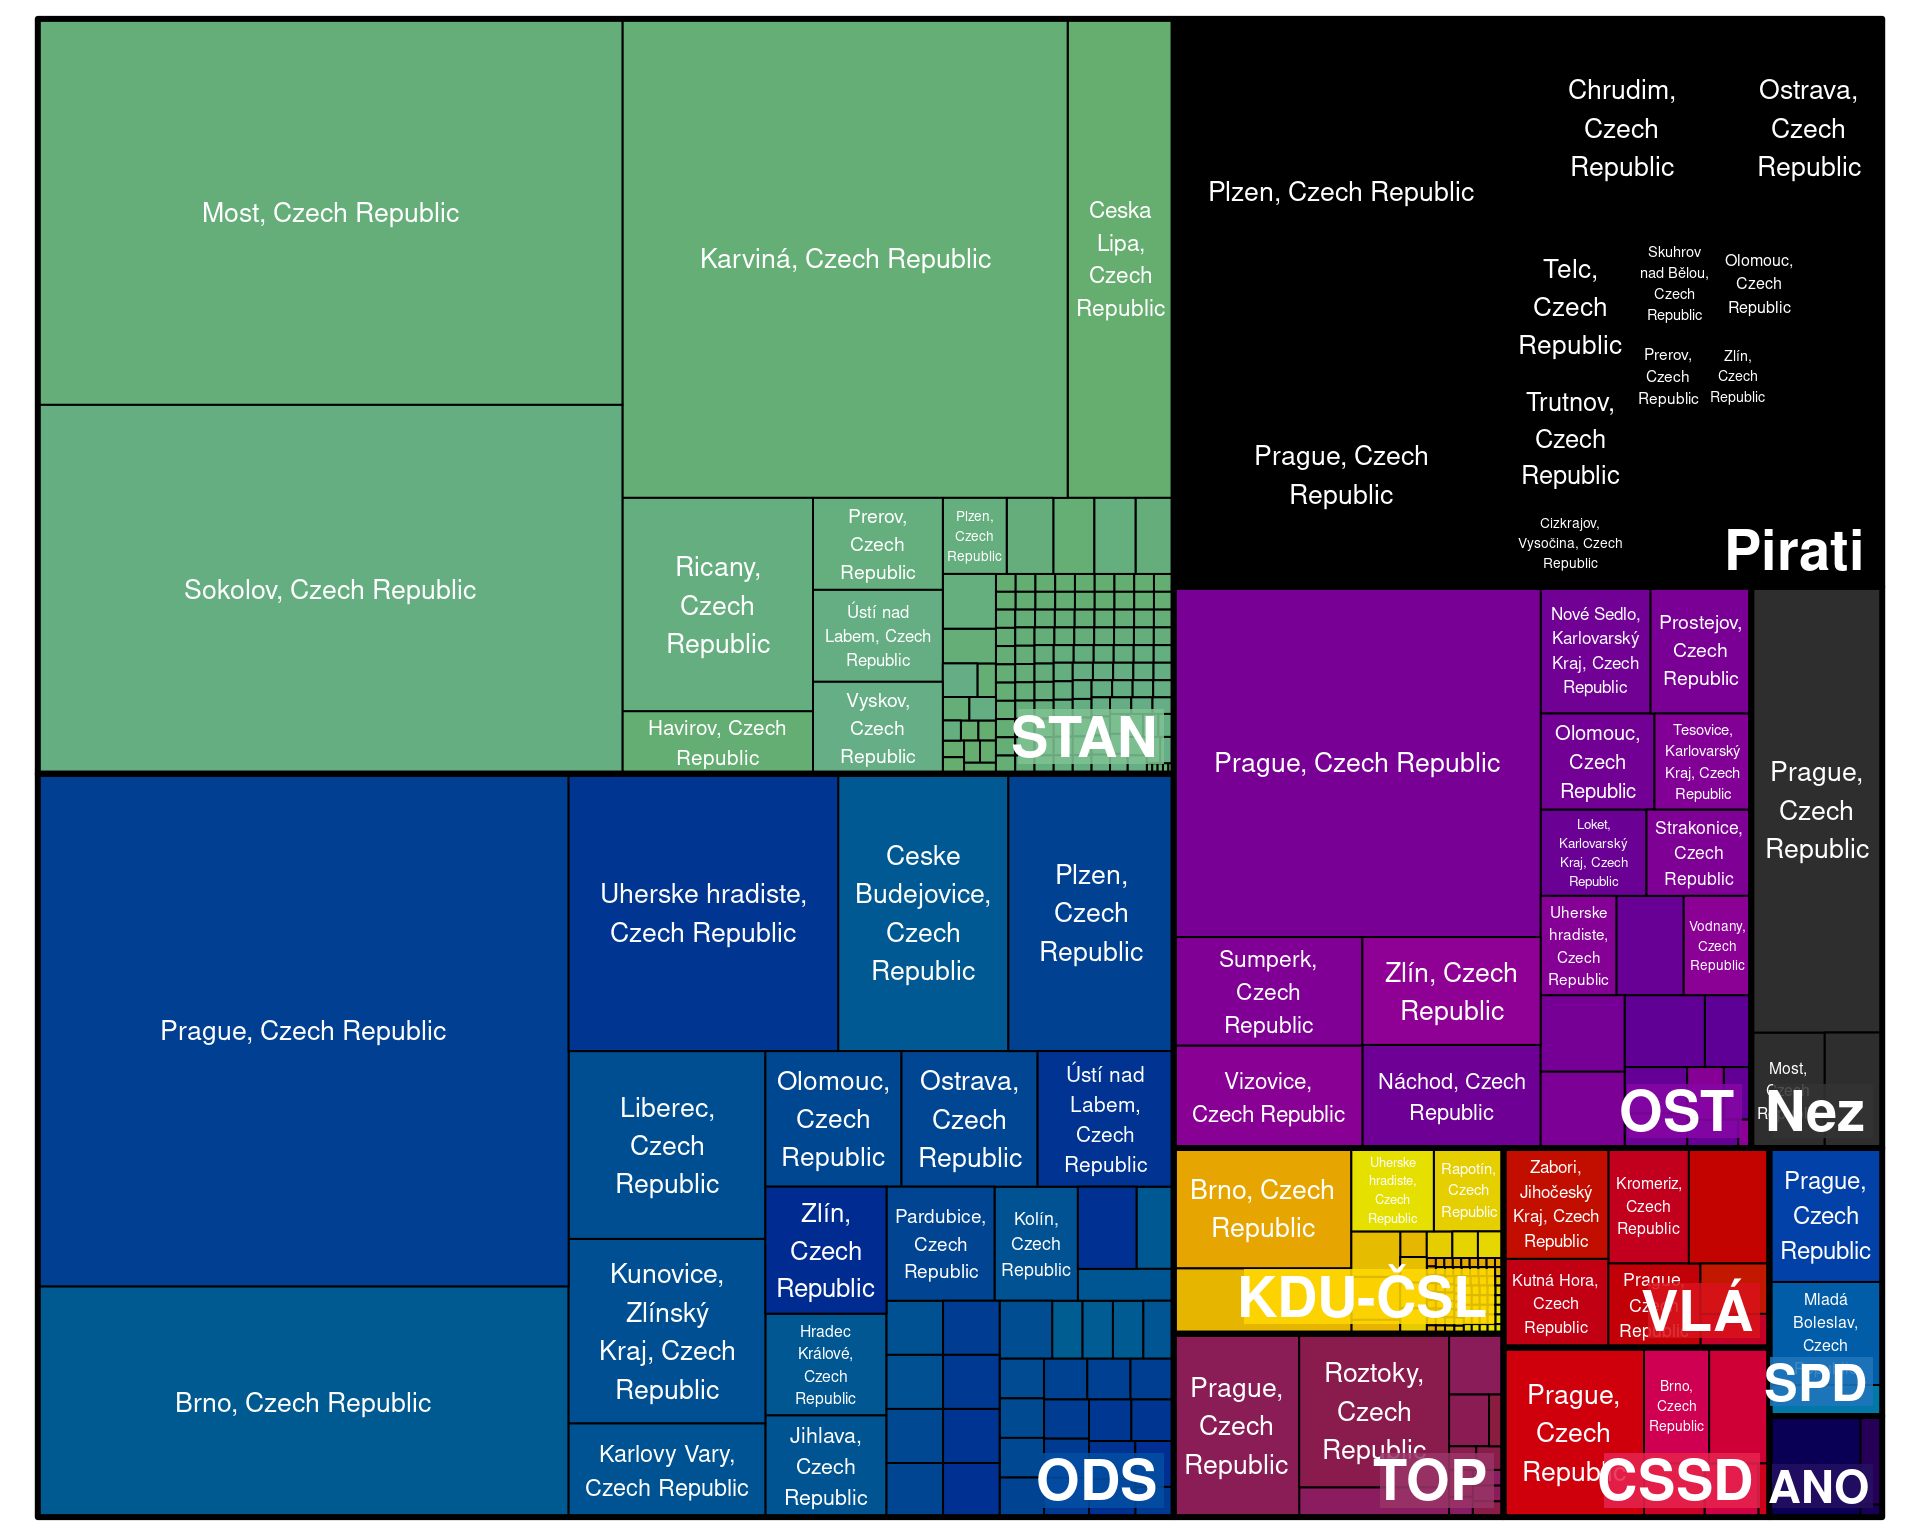 Most, Czech Republic
Karviná, Czech Republic
Ceska
Lipa,
Czech
Republic
Sokolov, Czech Republic
Ricany,
Czech
Republic
Prerov,
Czech
Republic
Plzen,
Czech
Republic
Ústí nad
Labem, Czech
Republic
Havirov, Czech
Republic
Vyskov,
Czech
Republic
STAN
Plzen, Czech Republic
Chrudim,
Czech
Republic
Ostrava,
Czech
Republic
Telc,
Czech
Republic
Skuhrov
nad Bělou,
Czech
Republic
Olomouc,
Czech
Republic
Prerov,
Czech
Republic
Zlín,
Czech
Republic
Prague, Czech
Republic
Trutnov,
Czech
Republic
Cizkrajov,
Vysočina, Czech
Republic
Pirati
Prague, Czech Republic
Uherske hradiste,
Czech Republic
Ceske
Budejovice,
Czech
Republic
Plzen,
Czech
Republic
Brno, Czech Republic
Liberec,
Czech
Republic
Olomouc,
Czech
Republic
Ostrava,
Czech
Republic
Ústí nad
Labem,
Czech
Republic
Kunovice,
Zlínský
Kraj, Czech
Republic
Zlín,
Czech
Republic
Pardubice,
Czech
Republic
Kolín,
Czech
Republic
Hradec
Králové,
Czech
Republic
Karlovy Vary,
Czech Republic
Jihlava,
Czech
Republic
ODS
Prague, Czech Republic
Nové Sedlo,
Karlovarský
Kraj, Czech
Republic
Prostejov,
Czech
Republic
Olomouc,
Czech
Republic
Tesovice,
Karlovarský
Kraj, Czech
Republic
Loket,
Karlovarský
Kraj, Czech
Republic
Strakonice,
Czech
Republic
Uherske
hradiste,
Czech
Republic
Vodnany,
Czech
Republic
Sumperk,
Czech
Republic
Zlín, Czech
Republic
Vizovice,
Czech Republic
Náchod, Czech
Republic
OST
Prague,
Czech
Republic
Most,
Czech
Nez
Brno, Czech
Republic
Uherske
hradiste,
Czech
Republic
Rapotín,
Czech
Republic
KDU-ČSL
Zabori,
Jihočeský
Kraj, Czech
Republic
Kromeriz,
Czech
Republic
Kutná Hora,
Czech
Republic
Prague,
Czech
Republic
VLÁ
Prague,
Czech
Republic
Mladá
Boleslav,
Czech
SPD
Prague,
Czech
Republic
Roztoky,
Czech
Republic
TOP
Prague,
Czech
Republic
Brno,
Czech
Republic
CSSD
ANO